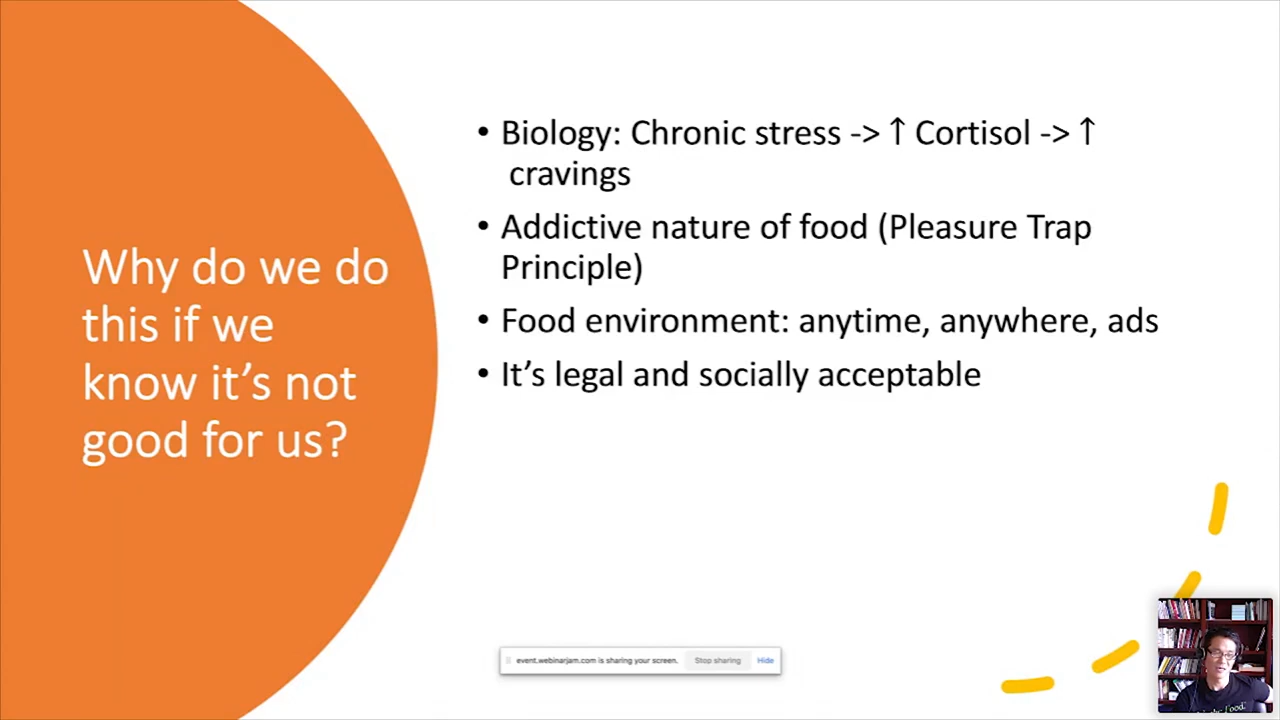 Why do we do
this if we
know it’s not
good for us?
• Biology: Chronic stress -> ↑ Cortisol -> ↑
cravings
• Addictive nature of food (Pleasure Trap
Principle)
• Food environment: anytime, anywhere, ads
• It’s legal and socially acceptable
event.webinarjam.com is sharing your screen. Stop sharing Hide
food